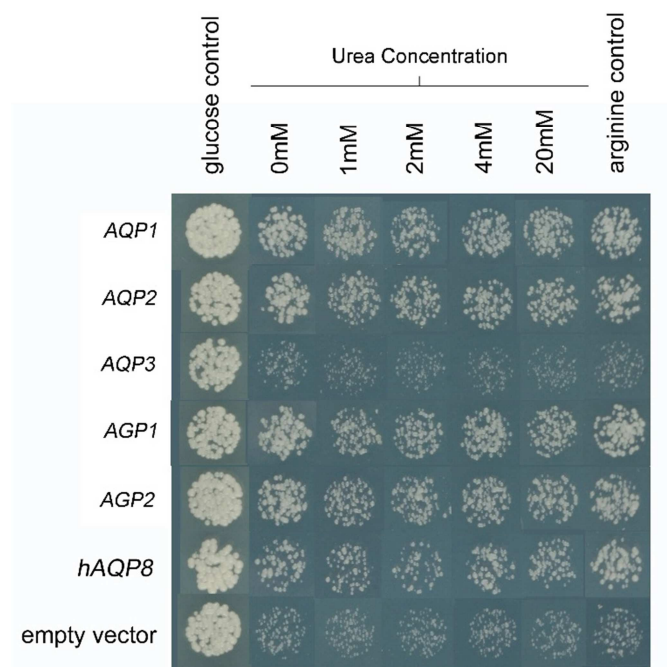 Urea Concentration
glucose control
0mM
1mM
2mM
4mM
20mM
arginine control
AQP1
AQP2
AQP3
AGP1
AGP2
hAQP8
empty vector